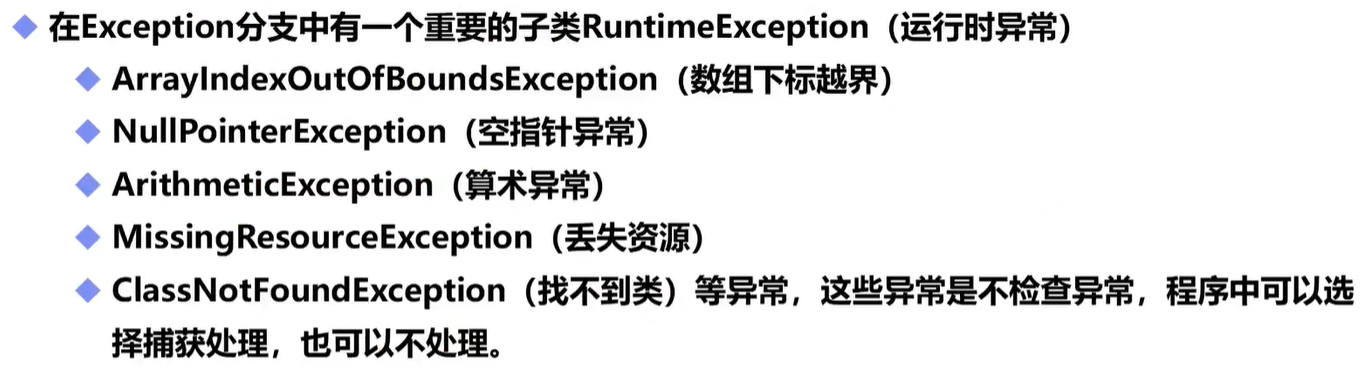 在Exception分支中有一个重要的子类RuntimeException（运行时异常）
ArrayIndexOutOfBoundsException（数组下标越界）
NullPointerException（空指针异常）
ArithmeticException（算术异常）
MissingResourceException（丢失资源）
ClassNotFoundException（找不到类）等异常，这些异常是不检查异常，程序中可以选
择捕获处理，也可以不处理。